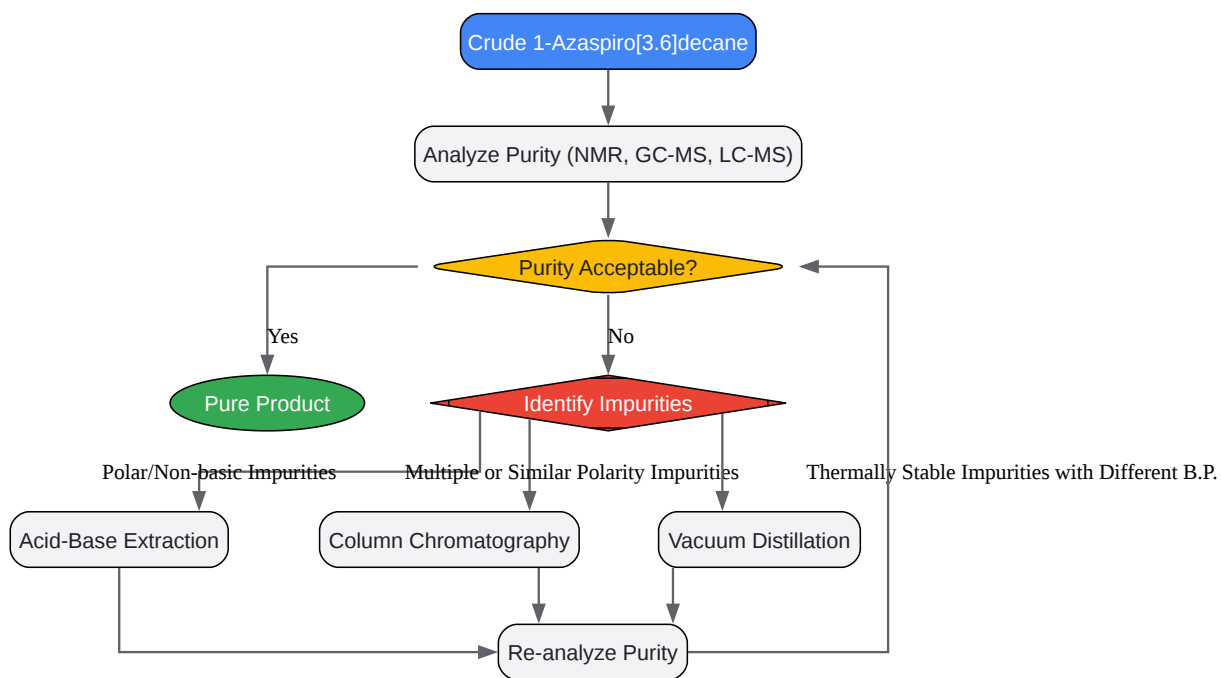 Crude 1-Azaspiro[3.6]decane
Analyze Purity (NMR, GC-MS, LC-MS)
Purity Acceptable?
Yes
No
Pure Product
Identify Impurities
Polar/Non-basic Impurities
Multiple or Similar Polarity Impurities
Thermally Stable Impurities with Different B.P.
Acid-Base Extraction
Column Chromatography
Vacuum Distillation
Re-analyze Purity